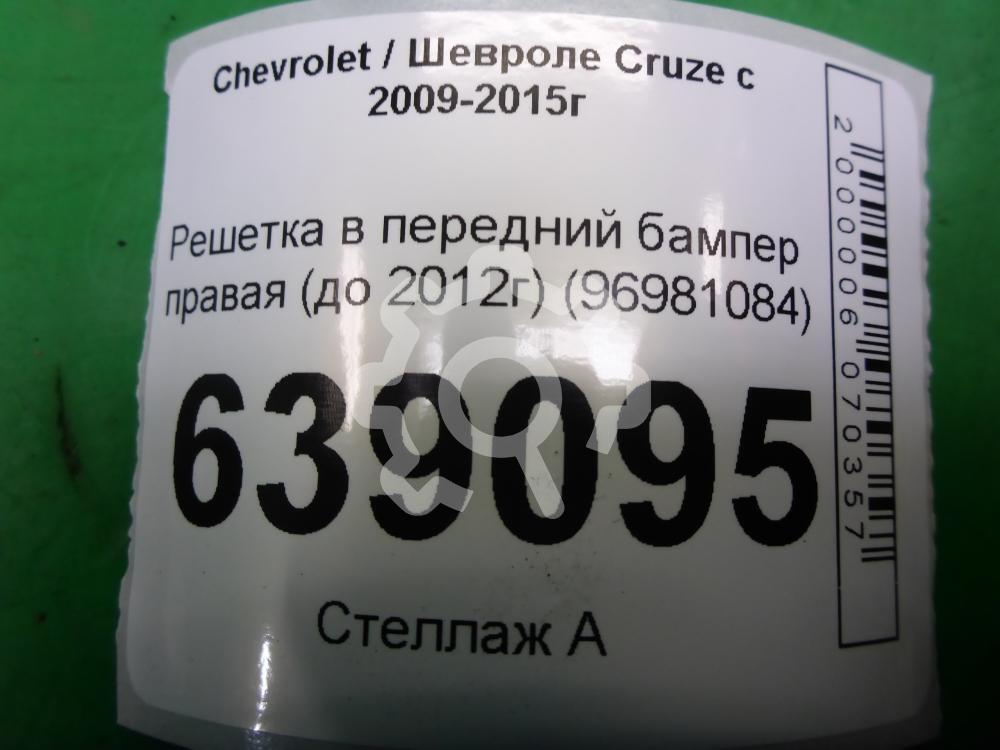 Chevrolet / Шевроле Cruze с
2009-2015г
Решетка в передний бампер
правая (до 2012г) (96981084)
639095
Стеллаж А
2000006070357